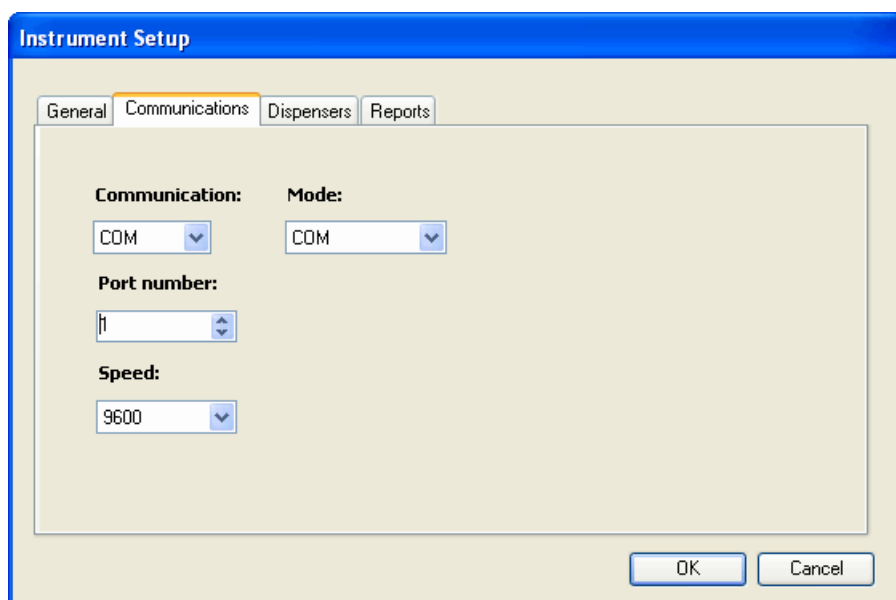 Instrument Setup
General Communications Dispensers Reports
Communication: Mode:
COM COM
Port number:
1
Speed:
9600
OK Cancel